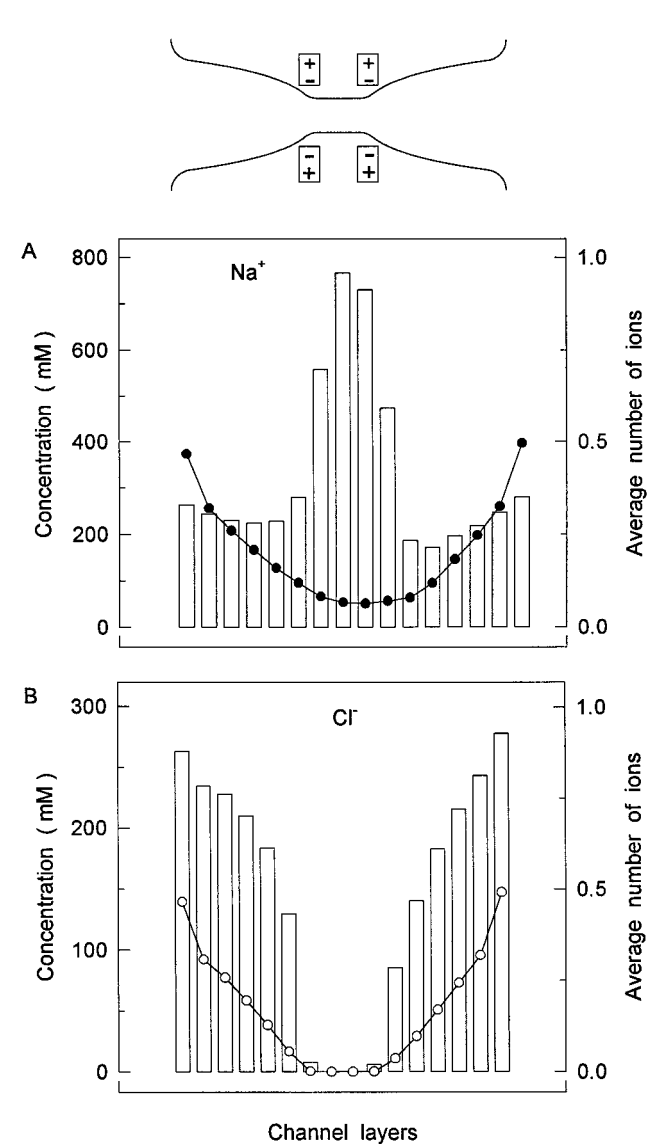 + +
- -
- -
+ +
A
Na⁺
800
600
400
200
0
Concentration ( mM )
1.0
0.5
0.0
Average number of ions
B
Cl⁻
300
200
100
0
Concentration ( mM )
1.0
0.5
0.0
Average number of ions
Channel layers